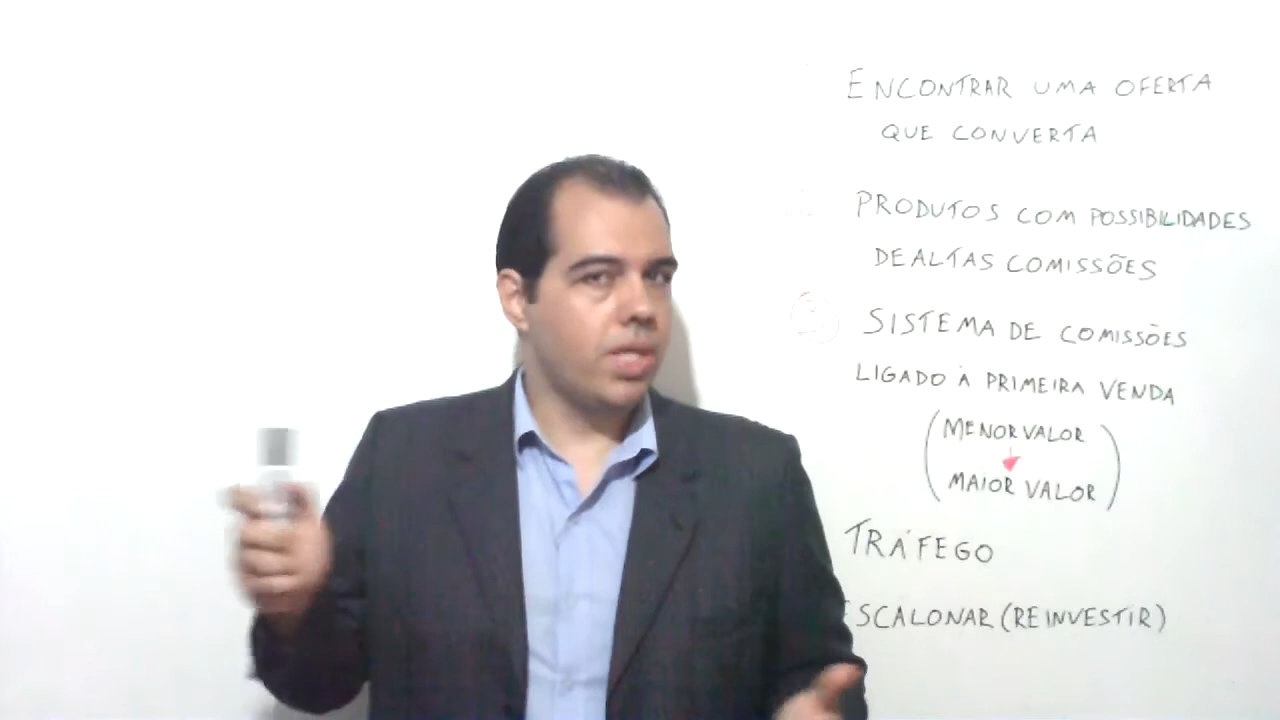 ENCONTRAR UMA OFERTA
QUE CONVERTA
PRODUTOS COM POSSIBILIDADES
DE ALTAS COMISSÕES
SISTEMA DE COMISSÕES
LIGADO À PRIMEIRA VENDA
(MENOR VALOR
MAIOR VALOR)
TRÁFEGO
ESCALONAR (REINVESTIR)